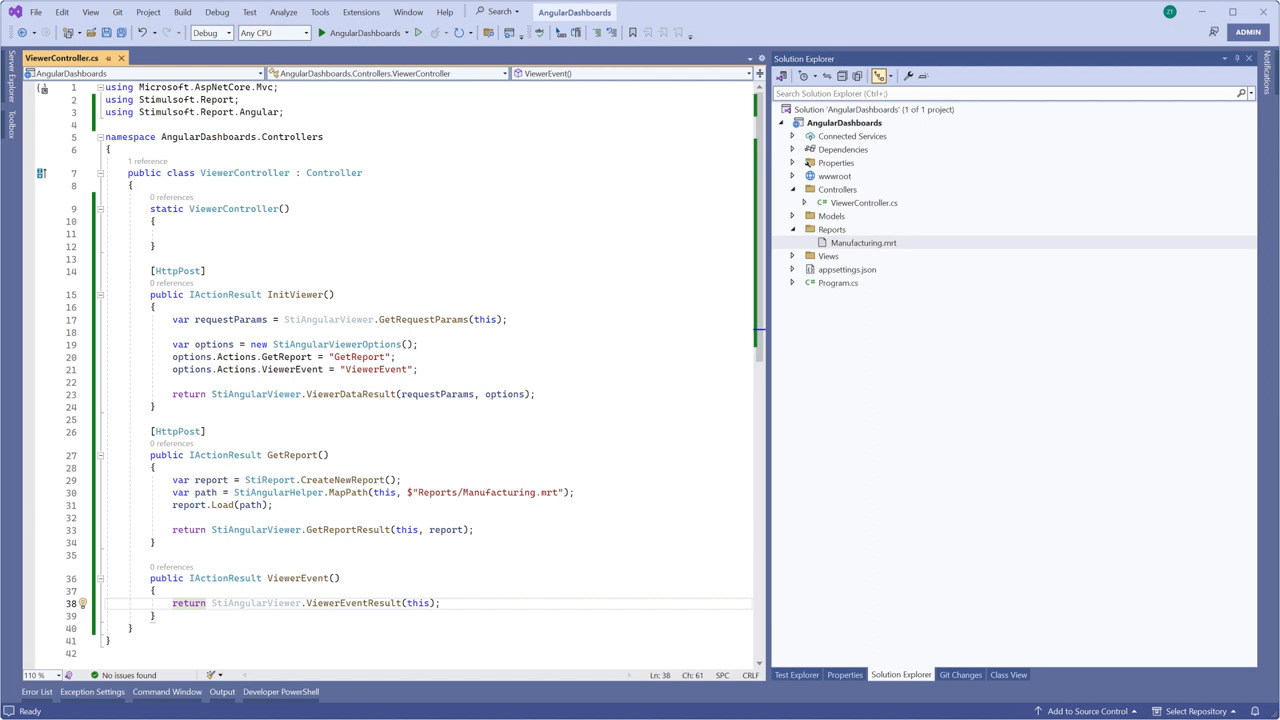 File Edit View Git Project Build Debug Test Analyze Tools Extensions Window Help Search AngularDashboards ZT
Debug Any CPU AngularDashboards ADMIN
ViewerController.cs
AngularDashboards AngularDashboards.Controllers.ViewerController ViewerEvent()
1 using Microsoft.AspNetCore.Mvc;
2 using Stimulsoft.Report;
3 using Stimulsoft.Report.Angular;
4
5 namespace AngularDashboards.Controllers
6 {
1 reference
7 public class ViewerController : Controller
8 {
0 references
9 static ViewerController()
10 {
11
12 }
13
14 [HttpPost]
0 references
15 public IActionResult InitViewer()
16 {
17 var requestParams = StiAngularViewer.GetRequestParams(this);
18
19 var options = new StiAngularViewerOptions();
20 options.Actions.GetReport = "GetReport";
21 options.Actions.ViewerEvent = "ViewerEvent";
22
23 return StiAngularViewer.ViewerDataResult(requestParams, options);
24 }
25
26 [HttpPost]
0 references
27 public IActionResult GetReport()
28 {
29 var report = StiReport.CreateNewReport();
30 var path = StiAngularHelper.MapPath(this, $"Reports/Manufacturing.mrt");
31 report.Load(path);
32
33 return StiAngularViewer.GetReportResult(this, report);
34 }
35
0 references
36 public IActionResult ViewerEvent()
37 {
38 return StiAngularViewer.ViewerEventResult(this);
39 }
40 }
41 }
42
110 % No issues found Ln: 38 Ch: 61 SPC CRLF
Server Explorer
Toolbox
Solution Explorer
Search Solution Explorer (Ctrl+;)
Solution 'AngularDashboards' (1 of 1 project)
AngularDashboards
Connected Services
Dependencies
Properties
wwwroot
Controllers
C# ViewerController.cs
Models
Reports
Manufacturing.mrt
Views
appsettings.json
C# Program.cs
Test Explorer Properties Solution Explorer Git Changes Class View
Notifications
Error List Exception Settings Command Window Output Developer PowerShell
Ready Add to Source Control Select Repository